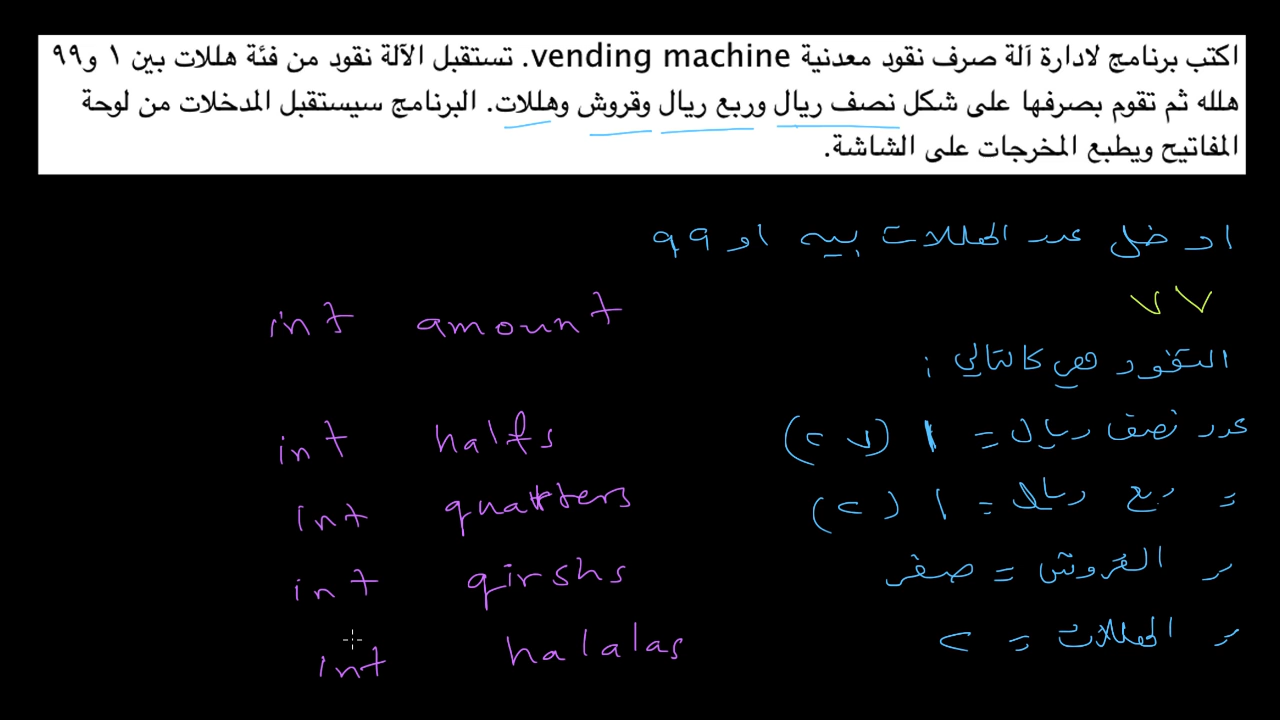 اكتب برنامج لادارة آلة صرف نقود معدنية vending machine. تستقبل الآلة نقود من فئة هللات بين ١ و٩٩
هلله ثم تقوم بصرفها على شكل نصف ريال وربع ريال وقروش وهللات. البرنامج سيستقبل المدخلات من لوحة
المفاتيح ويطبع المخرجات على الشاشة.
ادخل عدد الهللات بين ١ و ٩٩
٧٧
int amount
النقود هي كالتالي :
عدد نصف ريال = ١ (٢٧)
int halfs
= ربع ريال = ١ (٢)
int quarters
القروش = صفر
int qirshs
الهللات = ٢
int halalas